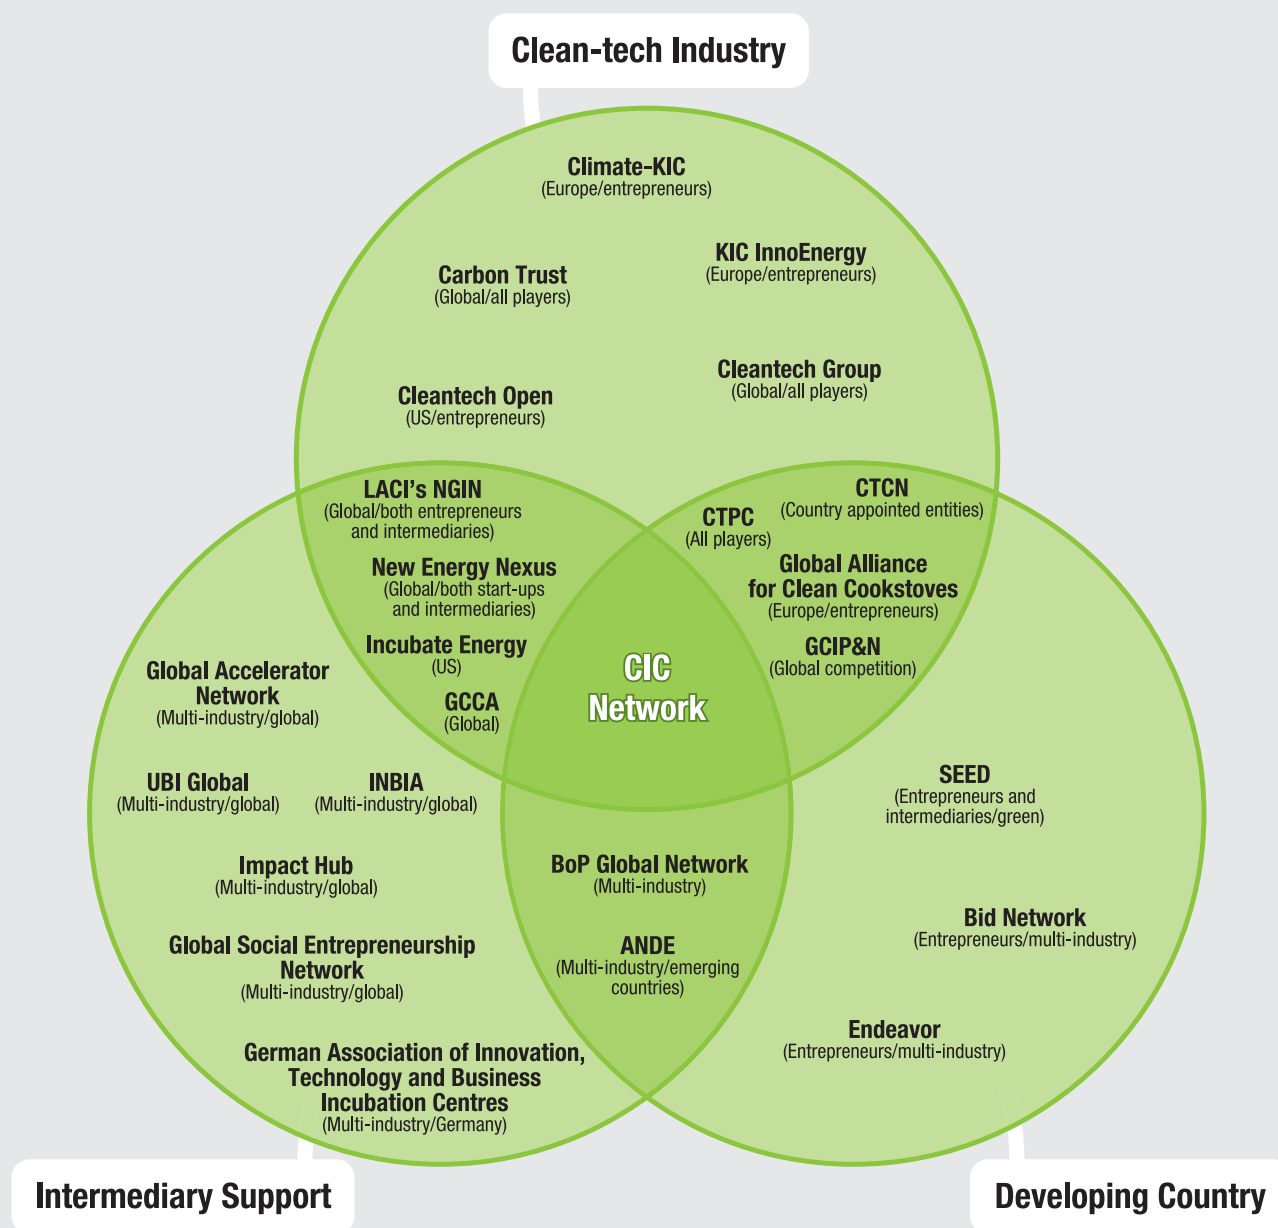 Clean-tech Industry
Climate-KIC
(Europe/entrepreneurs)
KIC InnoEnergy
(Europe/entrepreneurs)
Carbon Trust
(Global/all players)
Cleantech Group
(Global/all players)
Cleantech Open
(US/entrepreneurs)
LACI's NGIN
(Global/both entrepreneurs
and intermediaries)
New Energy Nexus
(Global/both start-ups
and intermediaries)
Incubate Energy
(US)
GCCA
(Global)
CTPC
(All players)
CTCN
(Country appointed entities)
Global Alliance
for Clean Cookstoves
(Europe/entrepreneurs)
GCIP&N
(Global competition)
CIC
Network
Global Accelerator
Network
(Multi-industry/global)
UBI Global
(Multi-industry/global)
INBIA
(Multi-industry/global)
Impact Hub
(Multi-industry/global)
Global Social Entrepreneurship
Network
(Multi-industry/global)
German Association of Innovation,
Technology and Business
Incubation Centres
(Multi-industry/Germany)
BoP Global Network
(Multi-industry)
ANDE
(Multi-industry/emerging
countries)
SEED
(Entrepreneurs and
intermediaries/green)
Bid Network
(Entrepreneurs/multi-industry)
Endeavor
(Entrepreneurs/multi-industry)
Intermediary Support
Developing Country